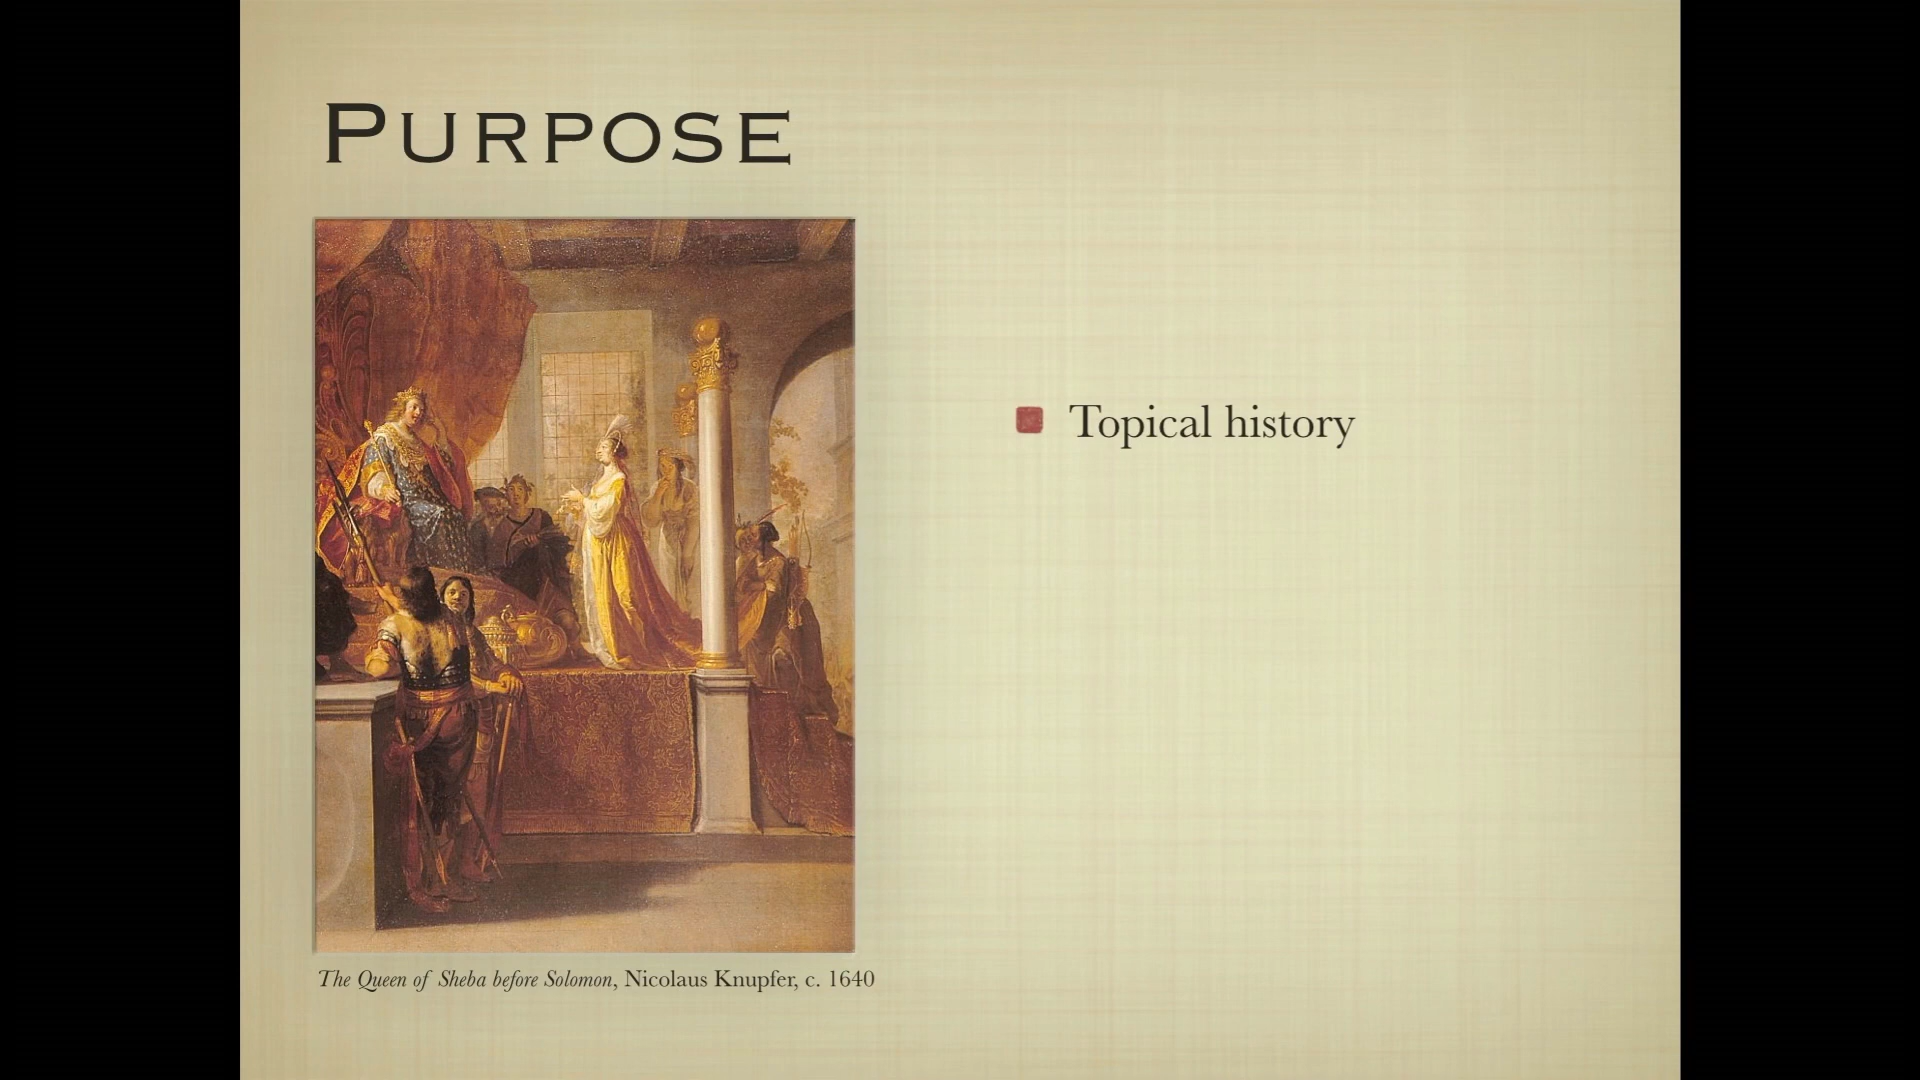 PURPOSE
Topical history
The Queen of Sheba before Solomon, Nicolaus Knupfer, c. 1640